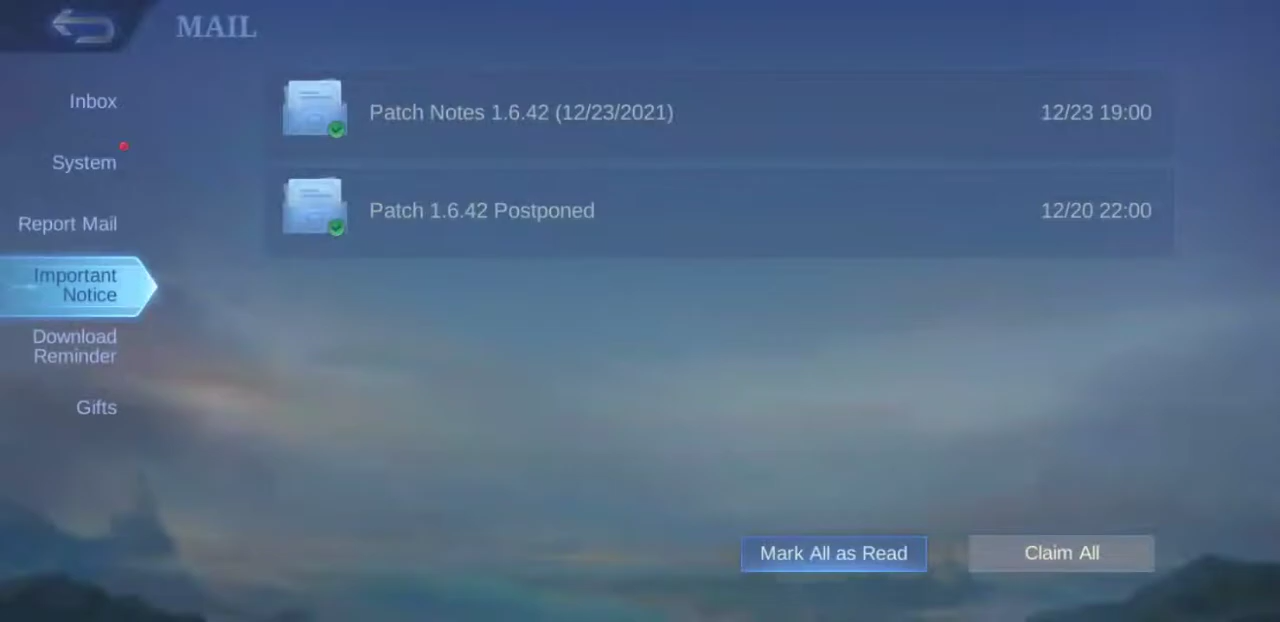 MAIL
Inbox
System
Report Mail
Important
Notice
Download
Reminder
Gifts
Patch Notes 1.6.42 (12/23/2021) 12/23 19:00
Patch 1.6.42 Postponed 12/20 22:00
Mark All as Read Claim All